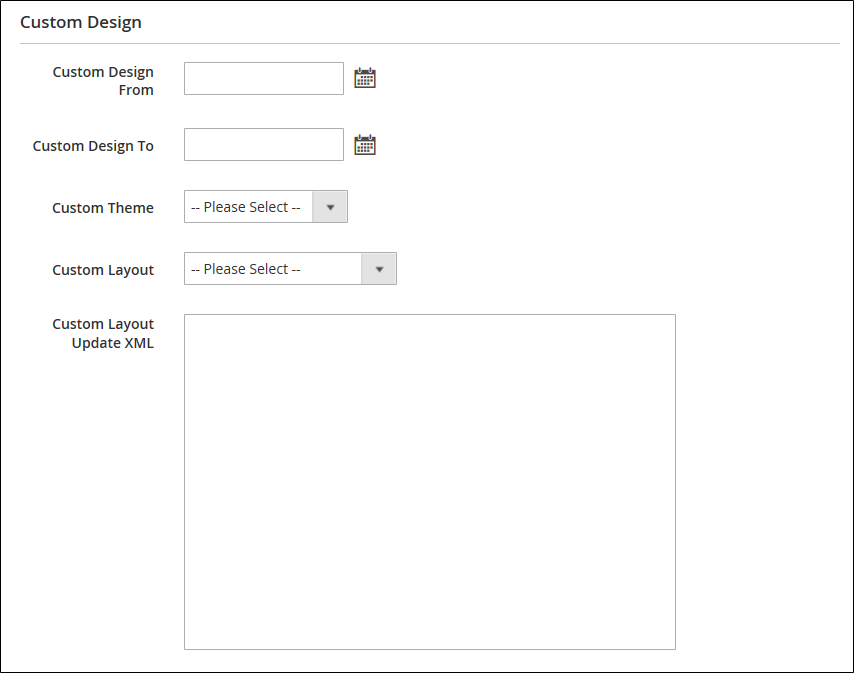 Custom Design
Custom Design
From
Custom Design To
Custom Theme
-- Please Select --
Custom Layout
-- Please Select --
Custom Layout
Update XML